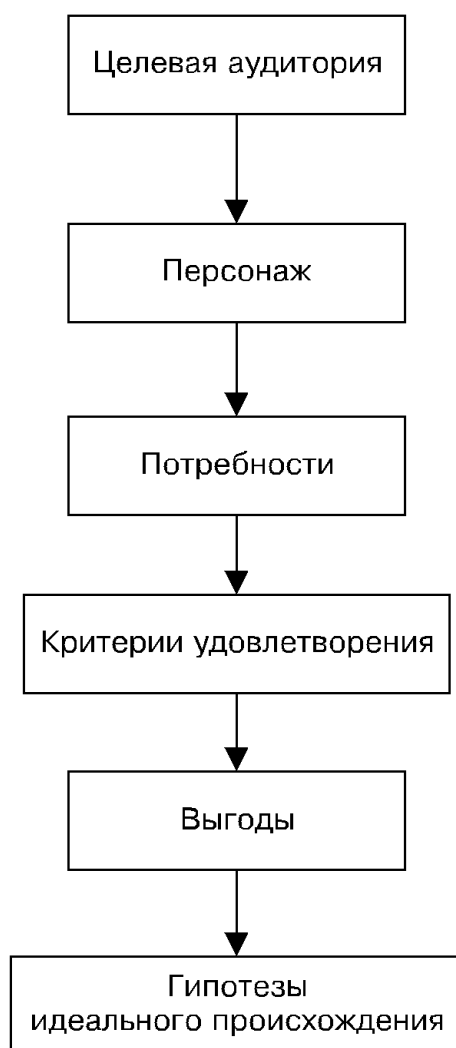 Целевая аудитория
Персонаж
Потребности
Критерии удовлетворения
Выгоды
Гипотезы
идеального происхождения